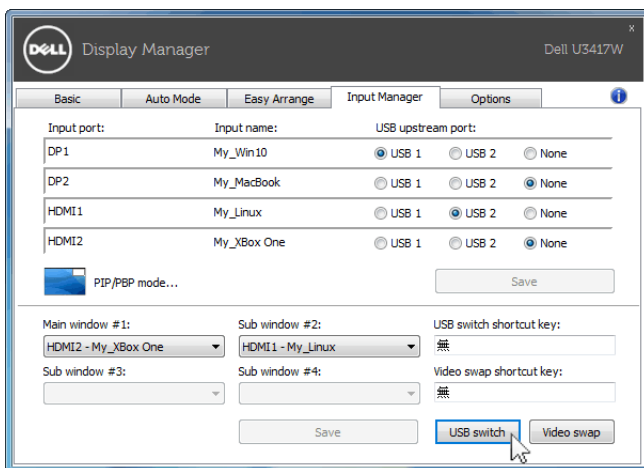 x
DELL Display Manager Dell U3417W
Basic Auto Mode Easy Arrange Input Manager Options i
Input port: Input name: USB upstream port:
DP1 My_Win10 USB 1 USB 2 None
DP2 My_MacBook USB 1 USB 2 None
HDMI1 My_Linux USB 1 USB 2 None
HDMI2 My_XBox One USB 1 USB 2 None
PIP/PBP mode... Save
Main window #1: Sub window #2: USB switch shortcut key:
HDMI2 - My_XBox One HDMI1 - My_Linux 無
Sub window #3: Sub window #4: Video swap shortcut key:
無
Save USB switch Video swap